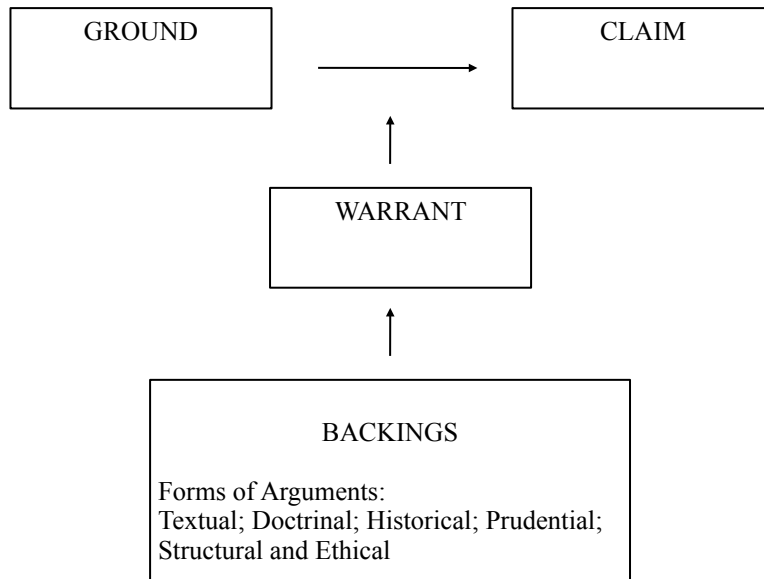 GROUND
CLAIM
WARRANT
BACKINGS
Forms of Arguments:
Textual; Doctrinal; Historical; Prudential;
Structural and Ethical